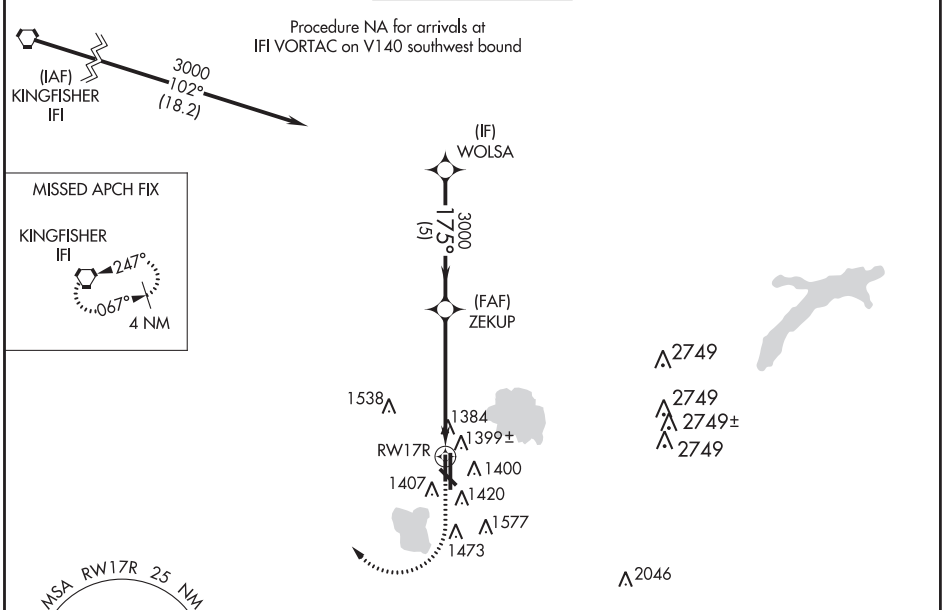 Procedure NA for arrivals at
IFI VORTAC on V140 southwest bound
(IAF)
KINGFISHER
IFI
3000
102°
(18.2)
(IF)
WOLSA
3000
175°
(5)
MISSED APCH FIX
KINGFISHER
IFI
247°
067°
4 NM
(FAF)
ZEKUP
2749
2749
2749±
2749
1538
1384
1399±
RW17R
1400
1407
1420
1577
1473
2046
MSA RW17R 25 NM